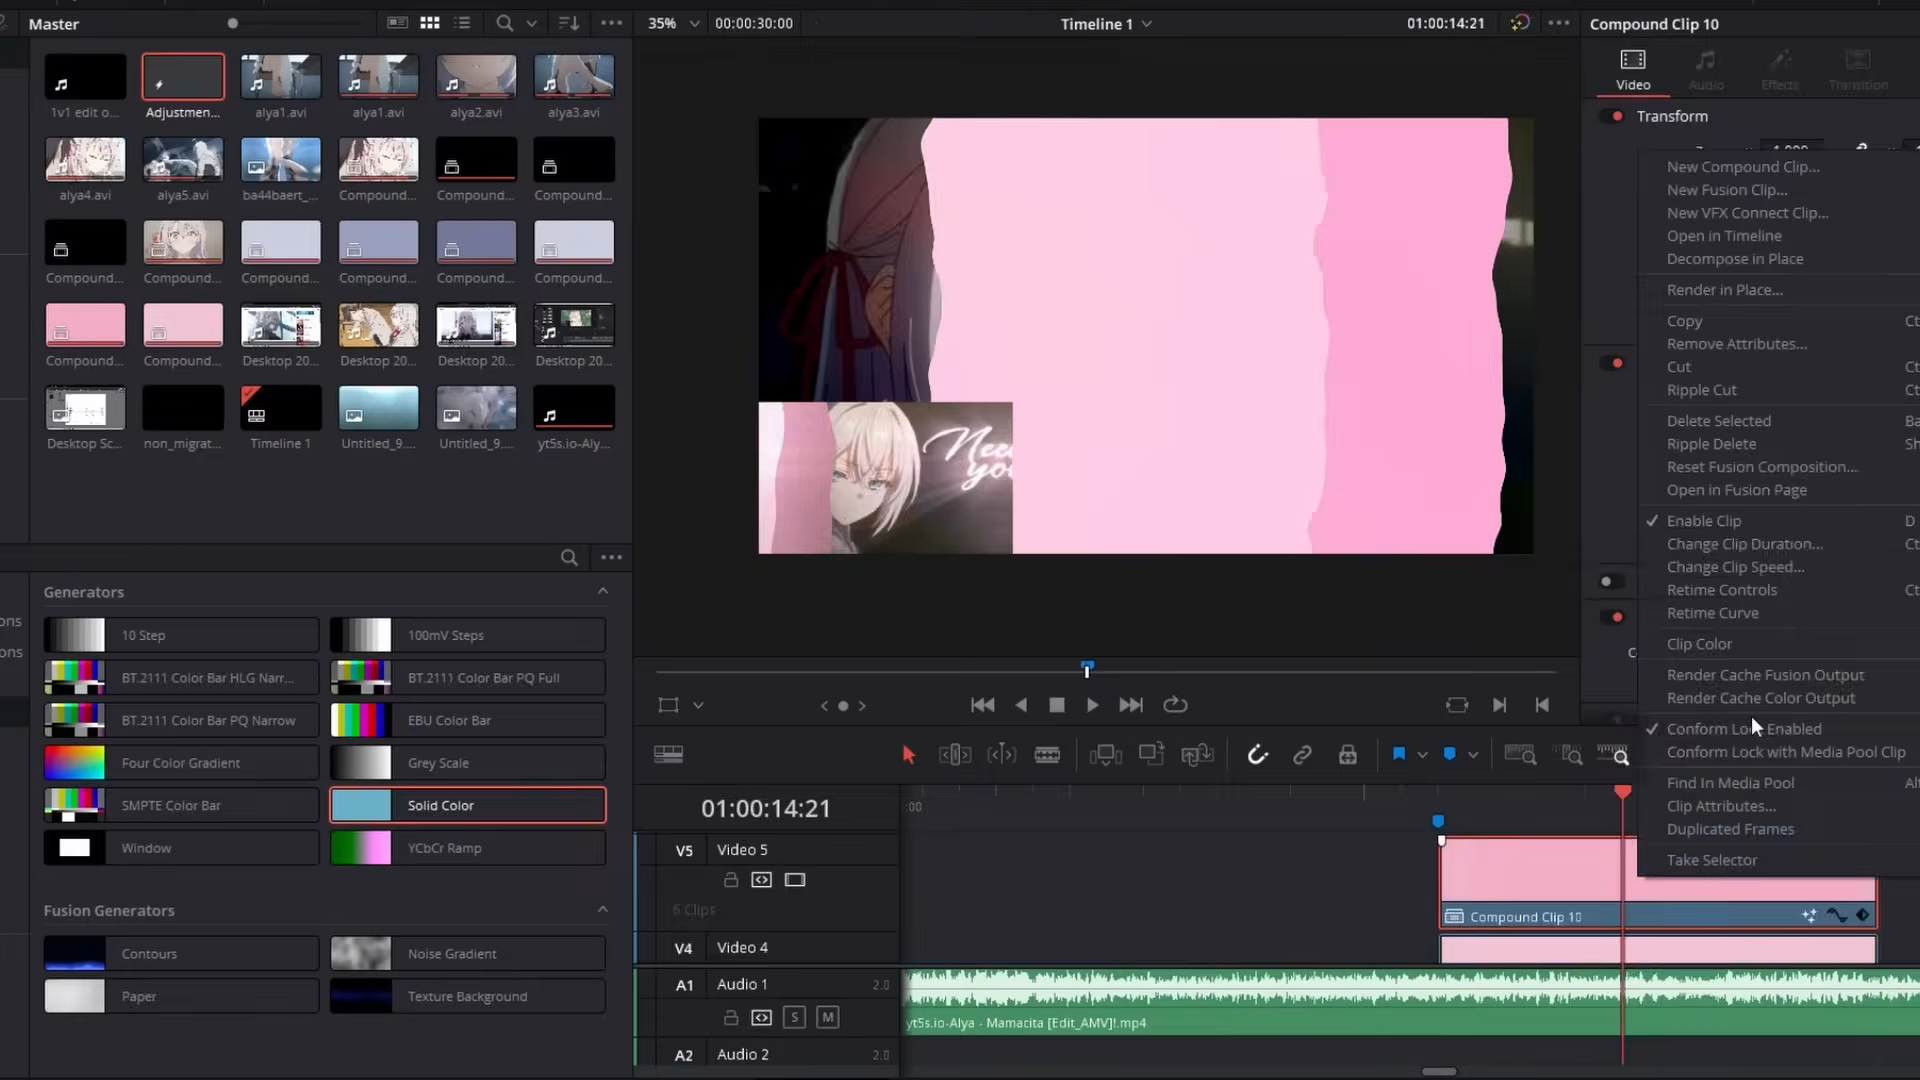 Master
35%
00:00:30:00
Timeline 1
01:00:14:21
Compound Clip 10
1v1 edit o...
Adjustmen...
alya1.avi
alya1.avi
alya2.avi
alya3.avi
Video
Audio
Effects
Transition
Transform
alya4.avi
alya5.avi
ba44baert_...
Compound...
Compound...
Compound...
Compound...
Compound...
Compound...
Compound...
Compound...
Compound...
Compound...
Compound...
Desktop 20...
Desktop 20...
Desktop 20...
Desktop 20...
Desktop Sc...
non_migrat...
Timeline 1
Untitled_9....
Untitled_9....
yt5s.io-Aly...
New Compound Clip...
New Fusion Clip...
New VFX Connect Clip...
Open in Timeline
Decompose in Place
Render in Place...
Copy
Ct
Remove Attributes...
Cut
Ct
Ripple Cut
Ct
Delete Selected
Ba
Ripple Delete
Sh
Reset Fusion Composition...
Open in Fusion Page
Enable Clip
D
Change Clip Duration...
Ct
Change Clip Speed...
Retime Controls
Ct
Retime Curve
Clip Color
Render Cache Fusion Output
Render Cache Color Output
Conform Lock Enabled
Conform Lock with Media Pool Clip
Find In Media Pool
Alt
Clip Attributes...
Duplicated Frames
Take Selector
ons
ons
Generators
10 Step
100mV Steps
BT.2111 Color Bar HLG Narr...
BT.2111 Color Bar PQ Full
BT.2111 Color Bar PQ Narrow
EBU Color Bar
Four Color Gradient
Grey Scale
SMPTE Color Bar
Solid Color
Window
YCbCr Ramp
Fusion Generators
Contours
Noise Gradient
Paper
Texture Background
01:00:14:21
:00
V5
Video 5
6 Clips
Compound Clip 10
V4
Video 4
A1
Audio 1
2.0
S
M
yt5s.io-Alya - Mamacita [Edit_AMV]!.mp4
A2
Audio 2
2.0